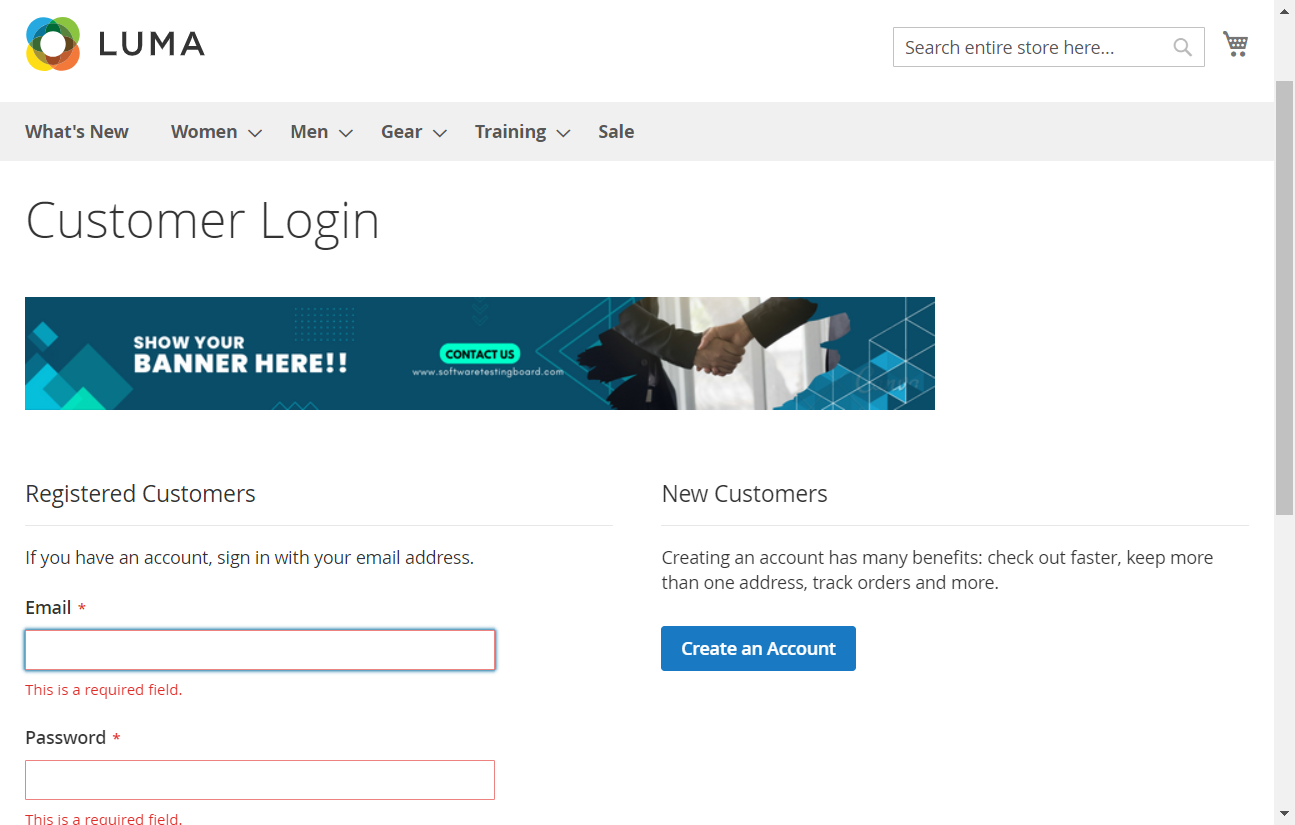 LUMA
Search entire store here...
What's New
Women
Men
Gear
Training
Sale
Customer Login
SHOW YOUR
BANNER HERE!!
CONTACT US
www.softwaretestingboard.com
Registered Customers
If you have an account, sign in with your email address.
Email *
This is a required field.
Password *
This is a required field.
New Customers
Creating an account has many benefits: check out faster, keep more
than one address, track orders and more.
Create an Account